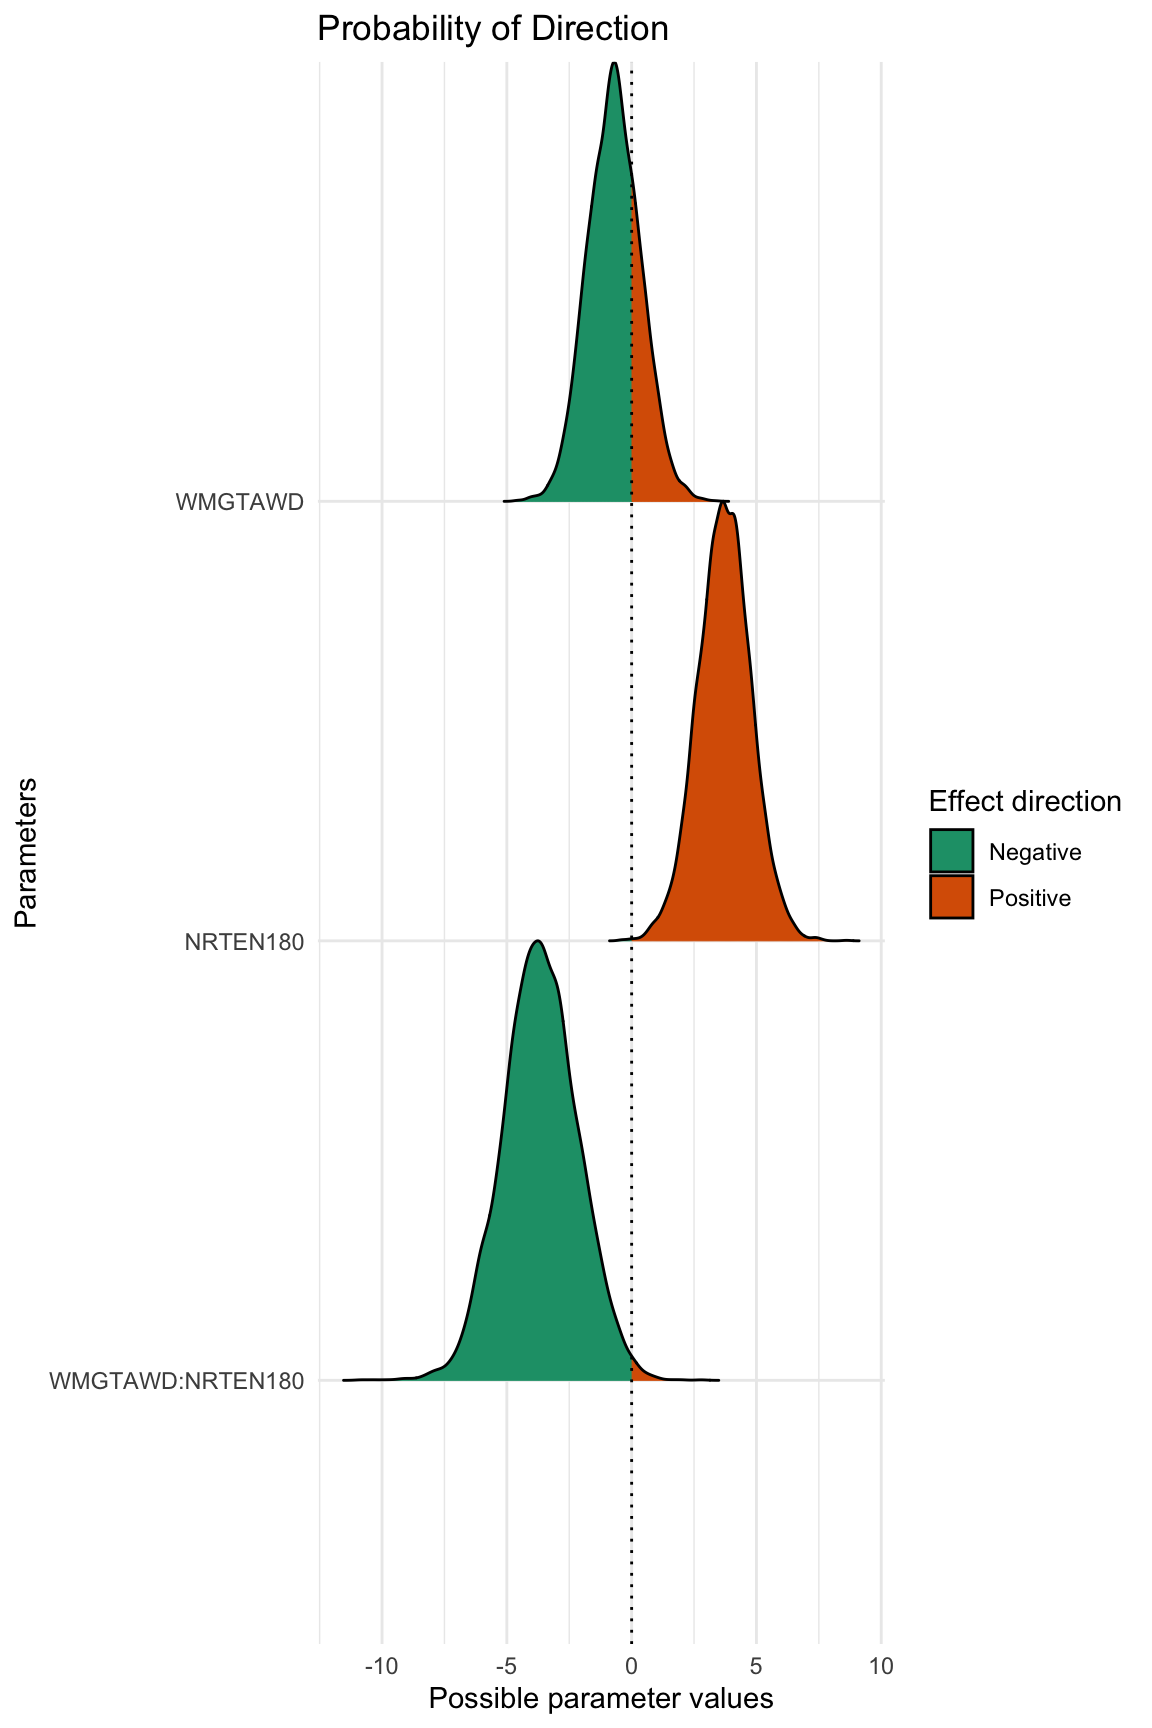 Probability of Direction
Parameters
WMGTAWD
NRTEN180
WMGTAWD:NRTEN180
-10 -5 0 5 10
Possible parameter values
Effect direction
Negative
Positive